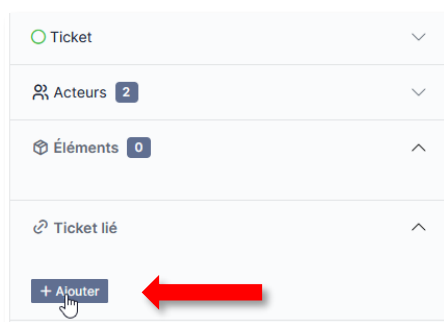 Ticket
Acteurs 2
Éléments 0
Ticket lié
+ Ajouter